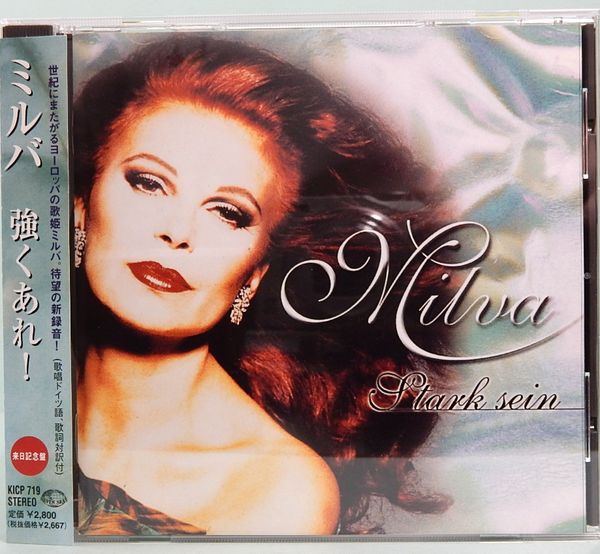 ミルバ 強くあれ！
世紀にまたがるヨーロッパの歌姫ミルバ。待望の新録音！
(歌唱ドイツ語、歌詞対訳付)
来日記念盤
KICP 719
STEREO
定価 ￥2,800
(税抜価格￥2,667)
Milva
Stark sein